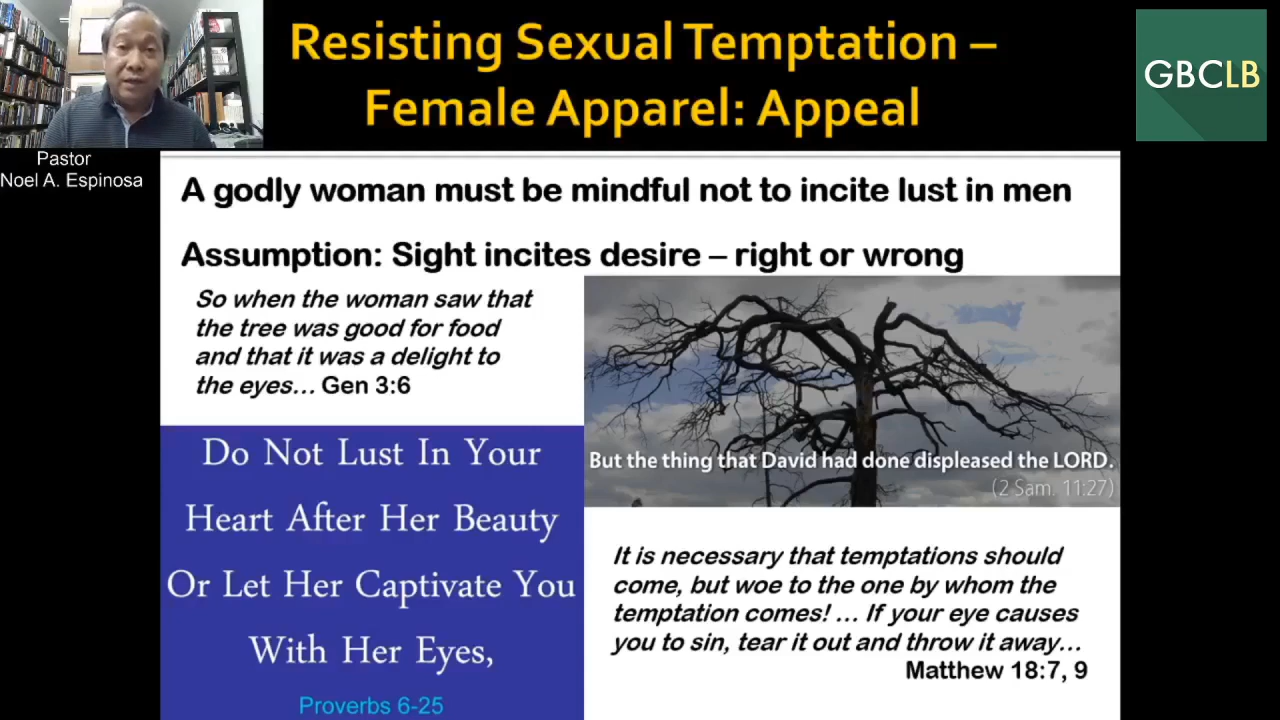 Resisting Sexual Temptation –
Female Apparel: Appeal
GBCLB
Pastor
Noel A. Espinosa
A godly woman must be mindful not to incite lust in men
Assumption: Sight incites desire – right or wrong
So when the woman saw that
the tree was good for food
and that it was a delight to
the eyes… Gen 3:6
But the thing that David had done displeased the LORD.
(2 Sam. 11:27)
Do Not Lust In Your
Heart After Her Beauty
Or Let Her Captivate You
With Her Eyes,
Proverbs 6-25
It is necessary that temptations should
come, but woe to the one by whom the
temptation comes! … If your eye causes
you to sin, tear it out and throw it away…
Matthew 18:7, 9